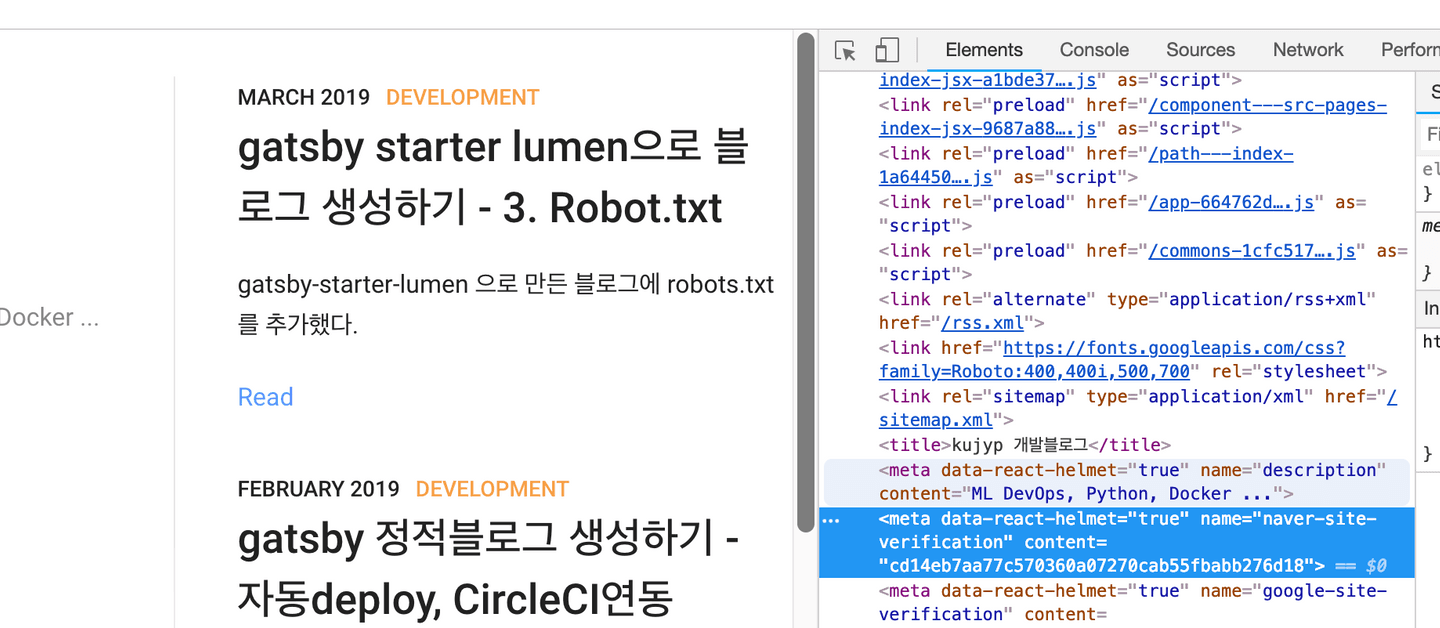 Docker ...
MARCH 2019 DEVELOPMENT
gatsby starter lumen으로 블
로그 생성하기 - 3. Robot.txt
gatsby-starter-lumen 으로 만든 블로그에 robots.txt
를 추가했다.
Read
FEBRUARY 2019 DEVELOPMENT
gatsby 정적블로그 생성하기 -
자동deploy, CircleCI연동
Elements Console Sources Network Perforn
index-jsx-a1bde37….js" as="script">
<link rel="preload" href="/component---src-pages-
index-jsx-9687a88….js" as="script">
<link rel="preload" href="/path---index-
1a64450….js" as="script">
<link rel="preload" href="/app-664762d….js" as=
"script">
<link rel="preload" href="/commons-1cfc517….js" as=
"script">
<link rel="alternate" type="application/rss+xml"
href="/rss.xml">
<link href="https://fonts.googleapis.com/css?
family=Roboto:400,400i,500,700" rel="stylesheet">
<link rel="sitemap" type="application/xml" href="/
sitemap.xml">
<title>kujyp 개발블로그</title>
<meta data-react-helmet="true" name="description"
content="ML DevOps, Python, Docker ...">
… <meta data-react-helmet="true" name="naver-site-
verification" content=
"cd14eb7aa77c570360a07270cab55fbabb276d18"> == $0
<meta data-react-helmet="true" name="google-site-
verification" content=
S
Fi
el
}
me
}
In
ht
}